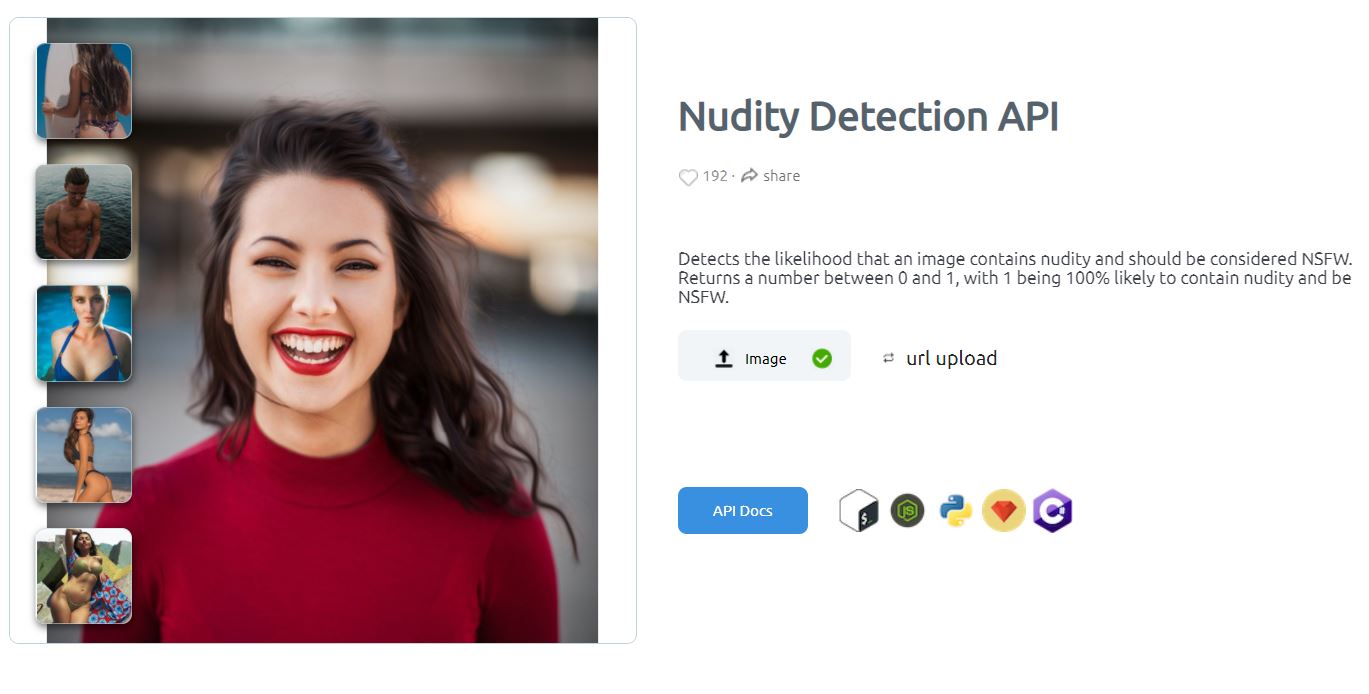 Nudity Detection API
192 · share
Detects the likelihood that an image contains nudity and should be considered NSFW.
Returns a number between 0 and 1, with 1 being 100% likely to contain nudity and be
NSFW.
Image url upload
API Docs $_ JS C#